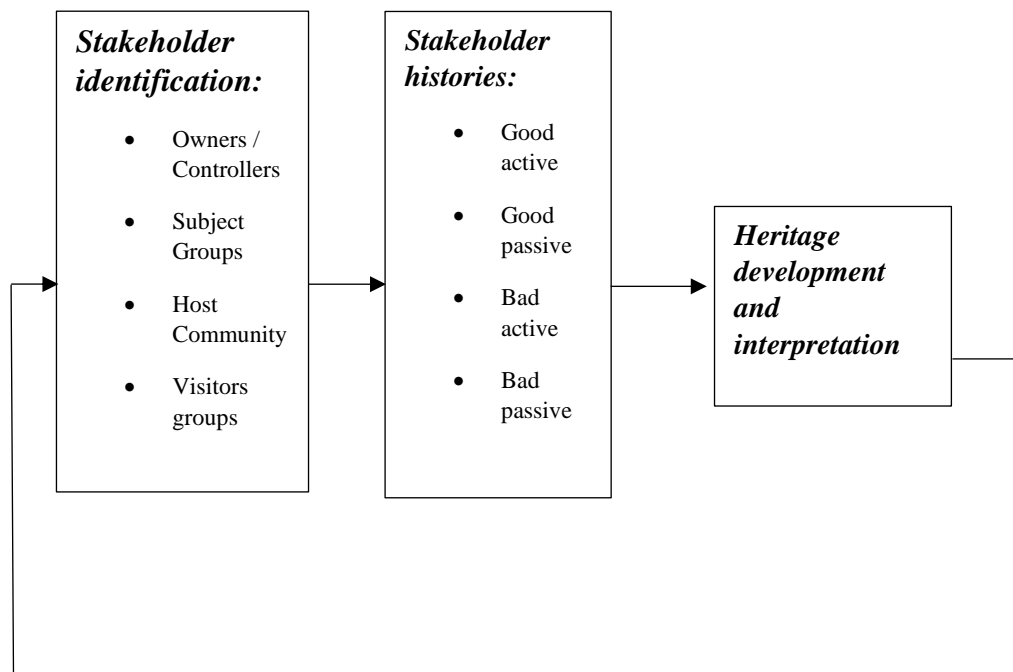 Stakeholder
identification:
• Owners /
Controllers
• Subject
Groups
• Host
Community
• Visitors
groups
Stakeholder
histories:
• Good
active
• Good
passive
• Bad
active
• Bad
passive
Heritage
development
and
interpretation